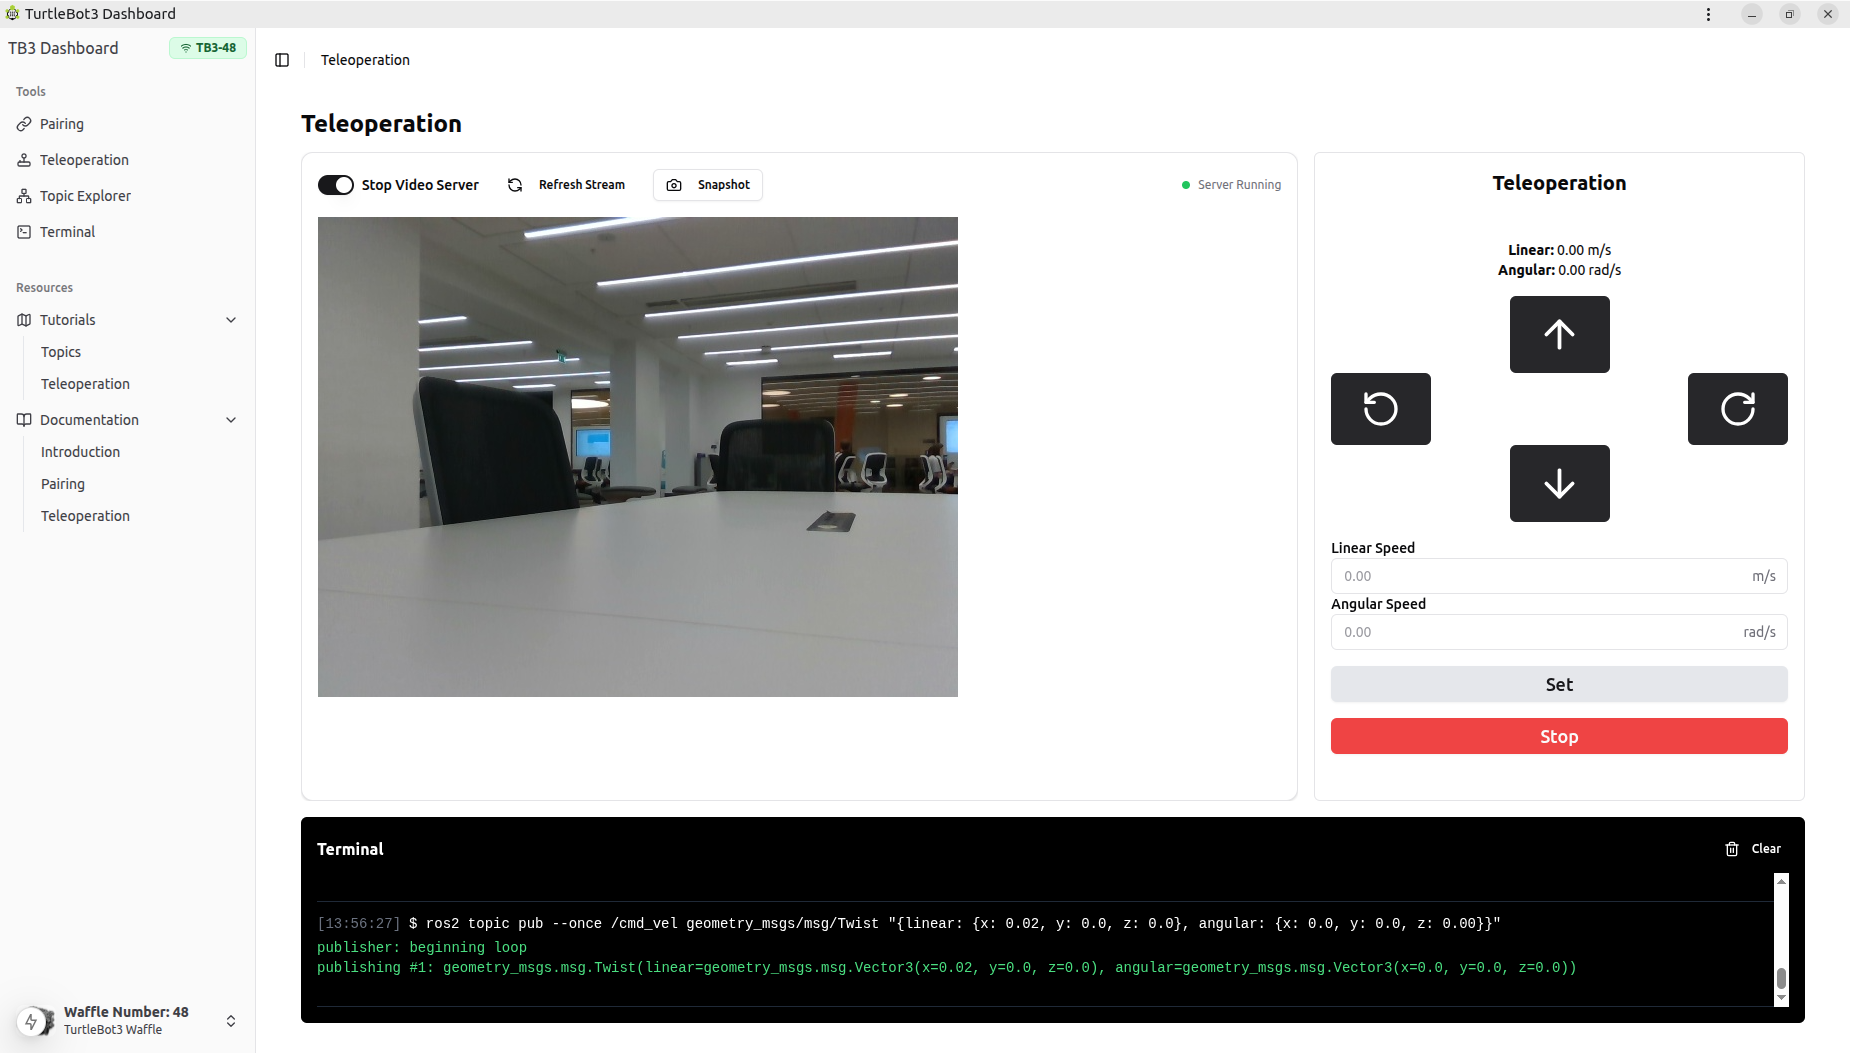 TurtleBot3 Dashboard
TB3 Dashboard
TB3-48
Tools
Pairing
Teleoperation
Topic Explorer
Terminal
Resources
Tutorials
Topics
Teleoperation
Documentation
Introduction
Pairing
Teleoperation
Waffle Number: 48
TurtleBot3 Waffle
Teleoperation
Teleoperation
Stop Video Server
Refresh Stream
Snapshot
Server Running
Teleoperation
Linear: 0.00 m/s
Angular: 0.00 rad/s
Linear Speed
0.00 m/s
Angular Speed
0.00 rad/s
Set
Stop
Terminal
Clear
[13:56:27] $ ros2 topic pub --once /cmd_vel geometry_msgs/msg/Twist "{linear: {x: 0.02, y: 0.0, z: 0.0}, angular: {x: 0.0, y: 0.0, z: 0.00}}"
publisher: beginning loop
publishing #1: geometry_msgs.msg.Twist(linear=geometry_msgs.msg.Vector3(x=0.02, y=0.0, z=0.0), angular=geometry_msgs.msg.Vector3(x=0.0, y=0.0, z=0.0))